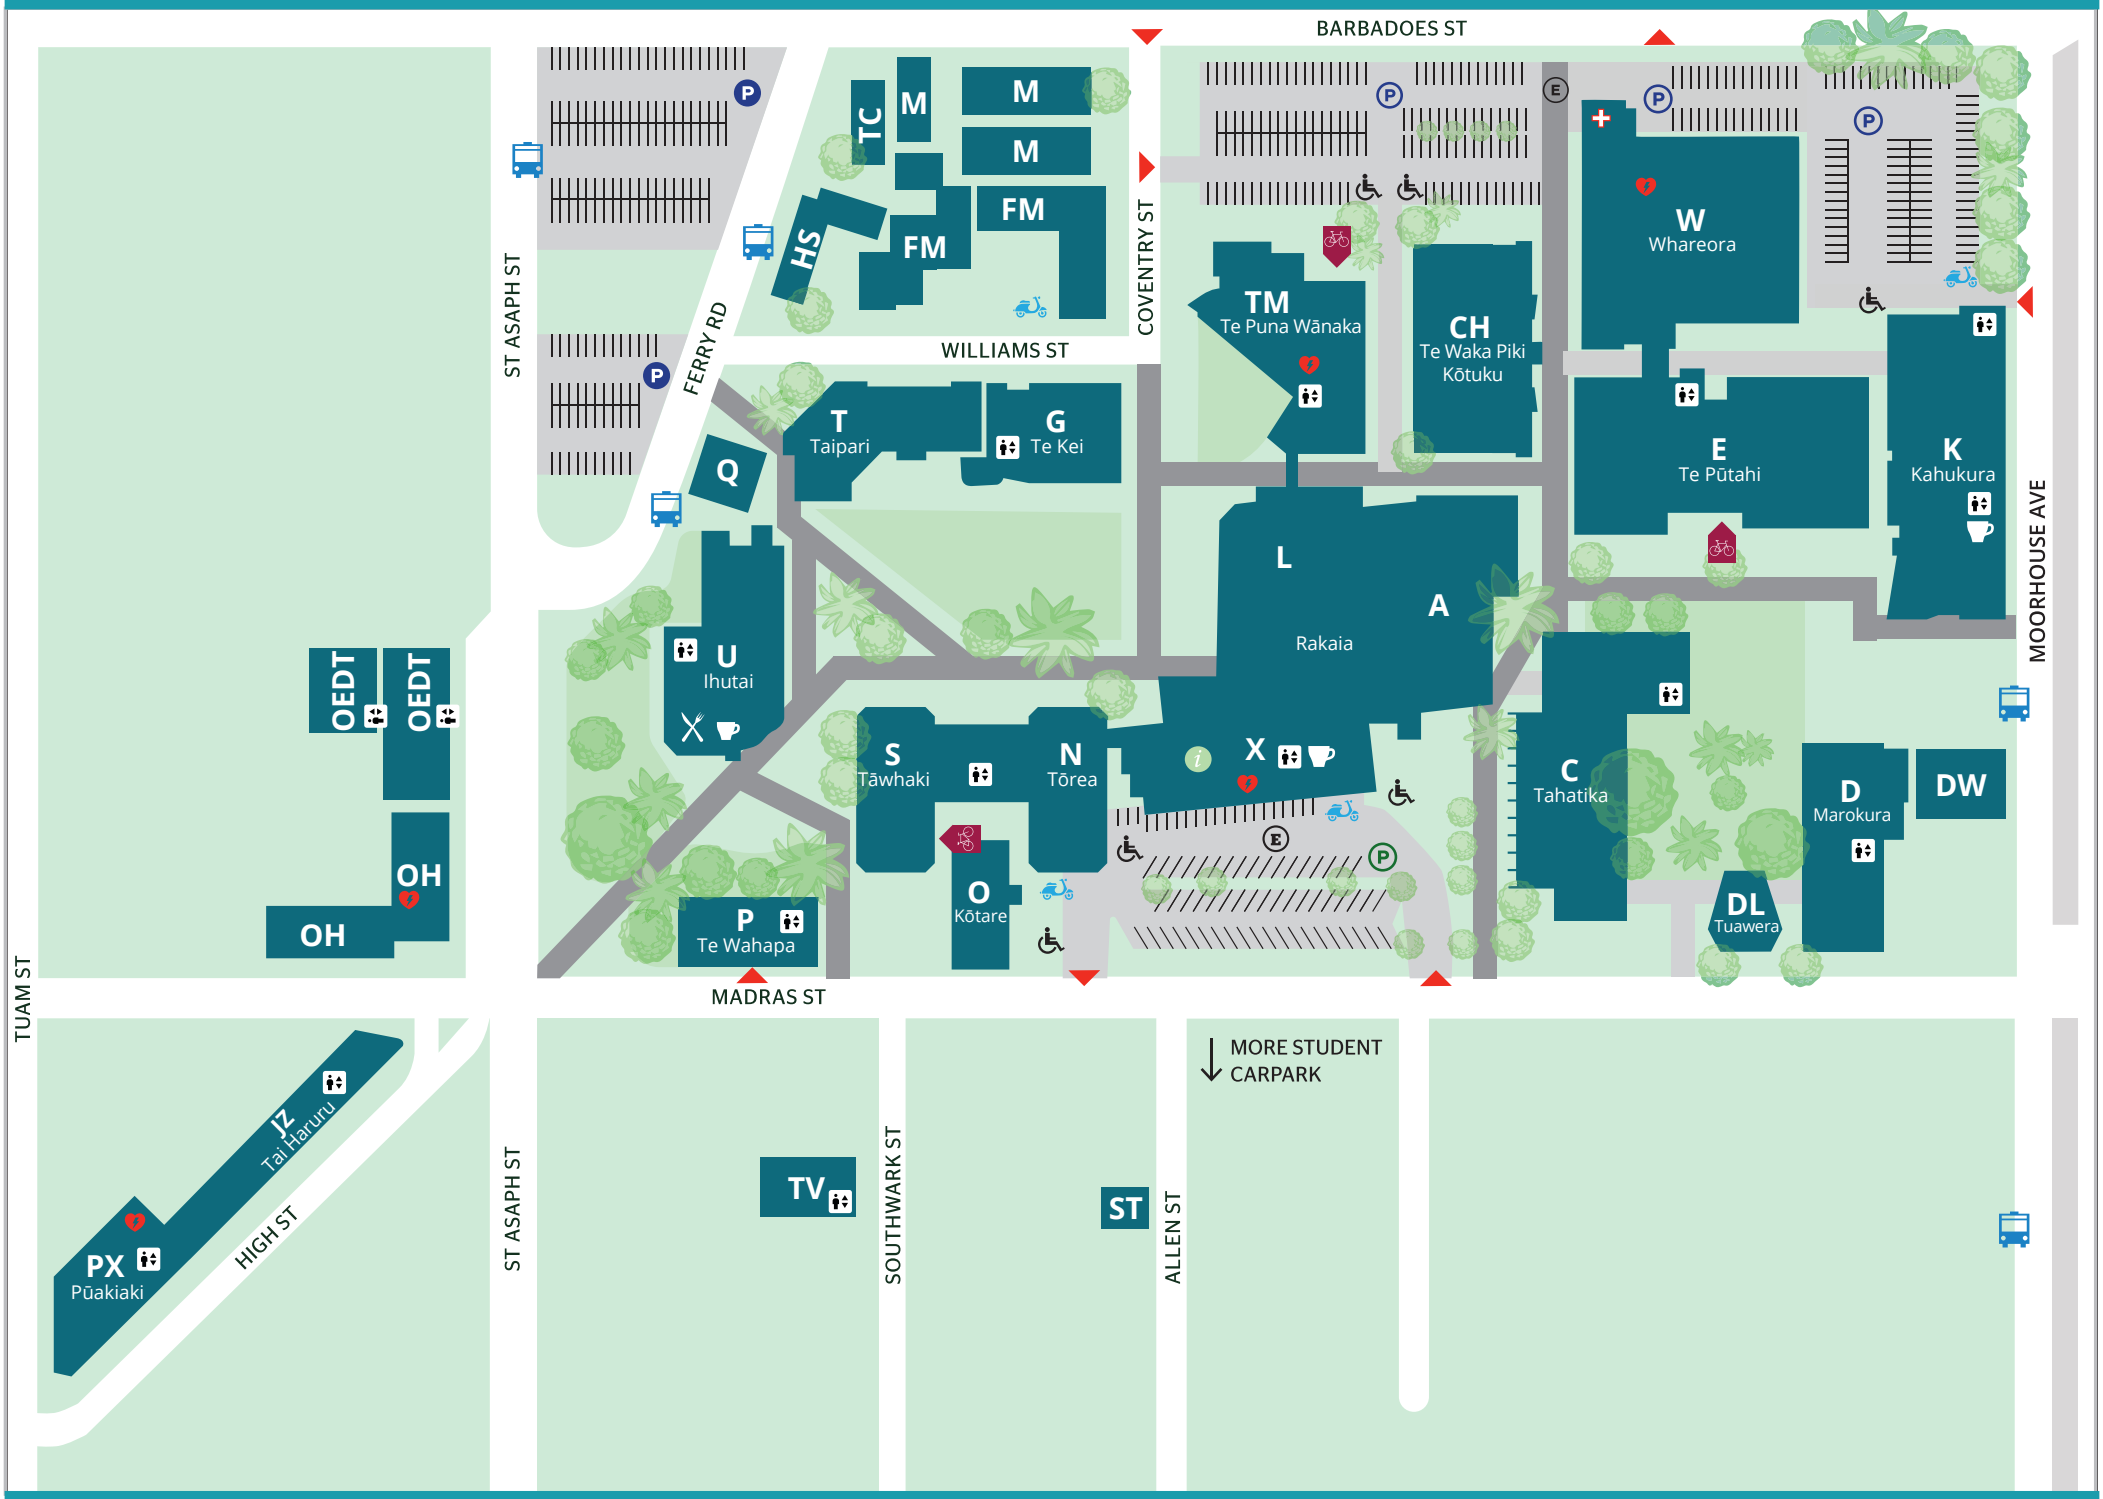 BARBADOES ST
P
TC
M
M
M
FM
FM
HS
COVENTRY ST
P
E
P
P
W
Whareora
ST ASAPH ST
FERRY RD
P
WILLIAMS ST
TM
Te Puna Wānaka
CH
Te Waka Piki
Kōtuku
T
Taipari
G
Te Kei
Q
E
Te Pūtahi
K
Kahukura
MOORHOUSE AVE
L
A
Rakaia
OEDT
OEDT
U
Ihutai
S
Tāwhaki
N
Tōrea
i
X
C
Tahatika
D
Marokura
DW
E
P
OH
OH
O
Kōtare
P
Te Wahapa
DL
Tuawera
TUAM ST
MADRAS ST
MORE STUDENT
CARPARK
JZ
Tai Haruru
HIGH ST
PX
Pūakiaki
ST ASAPH ST
TV
SOUTHWARK ST
ST
ALLEN ST